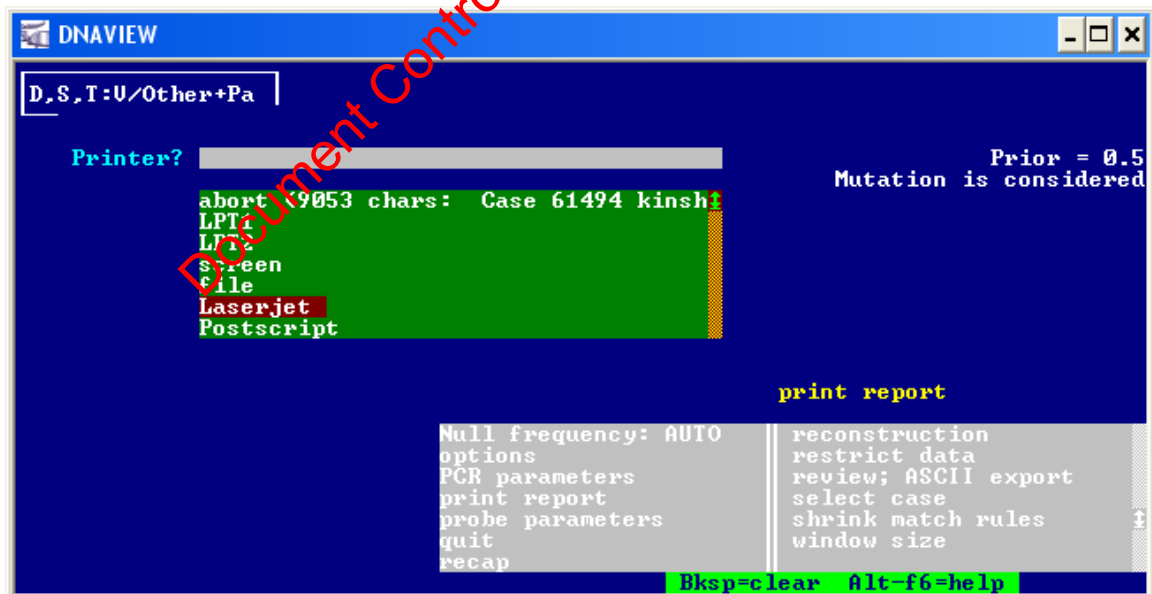 DNAVIEW
D,S,T:V/Other+Pa
Printer?
Prior = 0.5
Mutation is considered
abort 9053 chars: Case 61494 kinsh
LPT1
LPT2
screen
file
Laserjet
Postscript
print report
Null frequency: AUTO
options
PCR parameters
print report
probe parameters
quit
recap
reconstruction
restrict data
review; ASCII export
select case
shrink match rules
window size
Bksp=clear Alt-f6=help
Document Contro